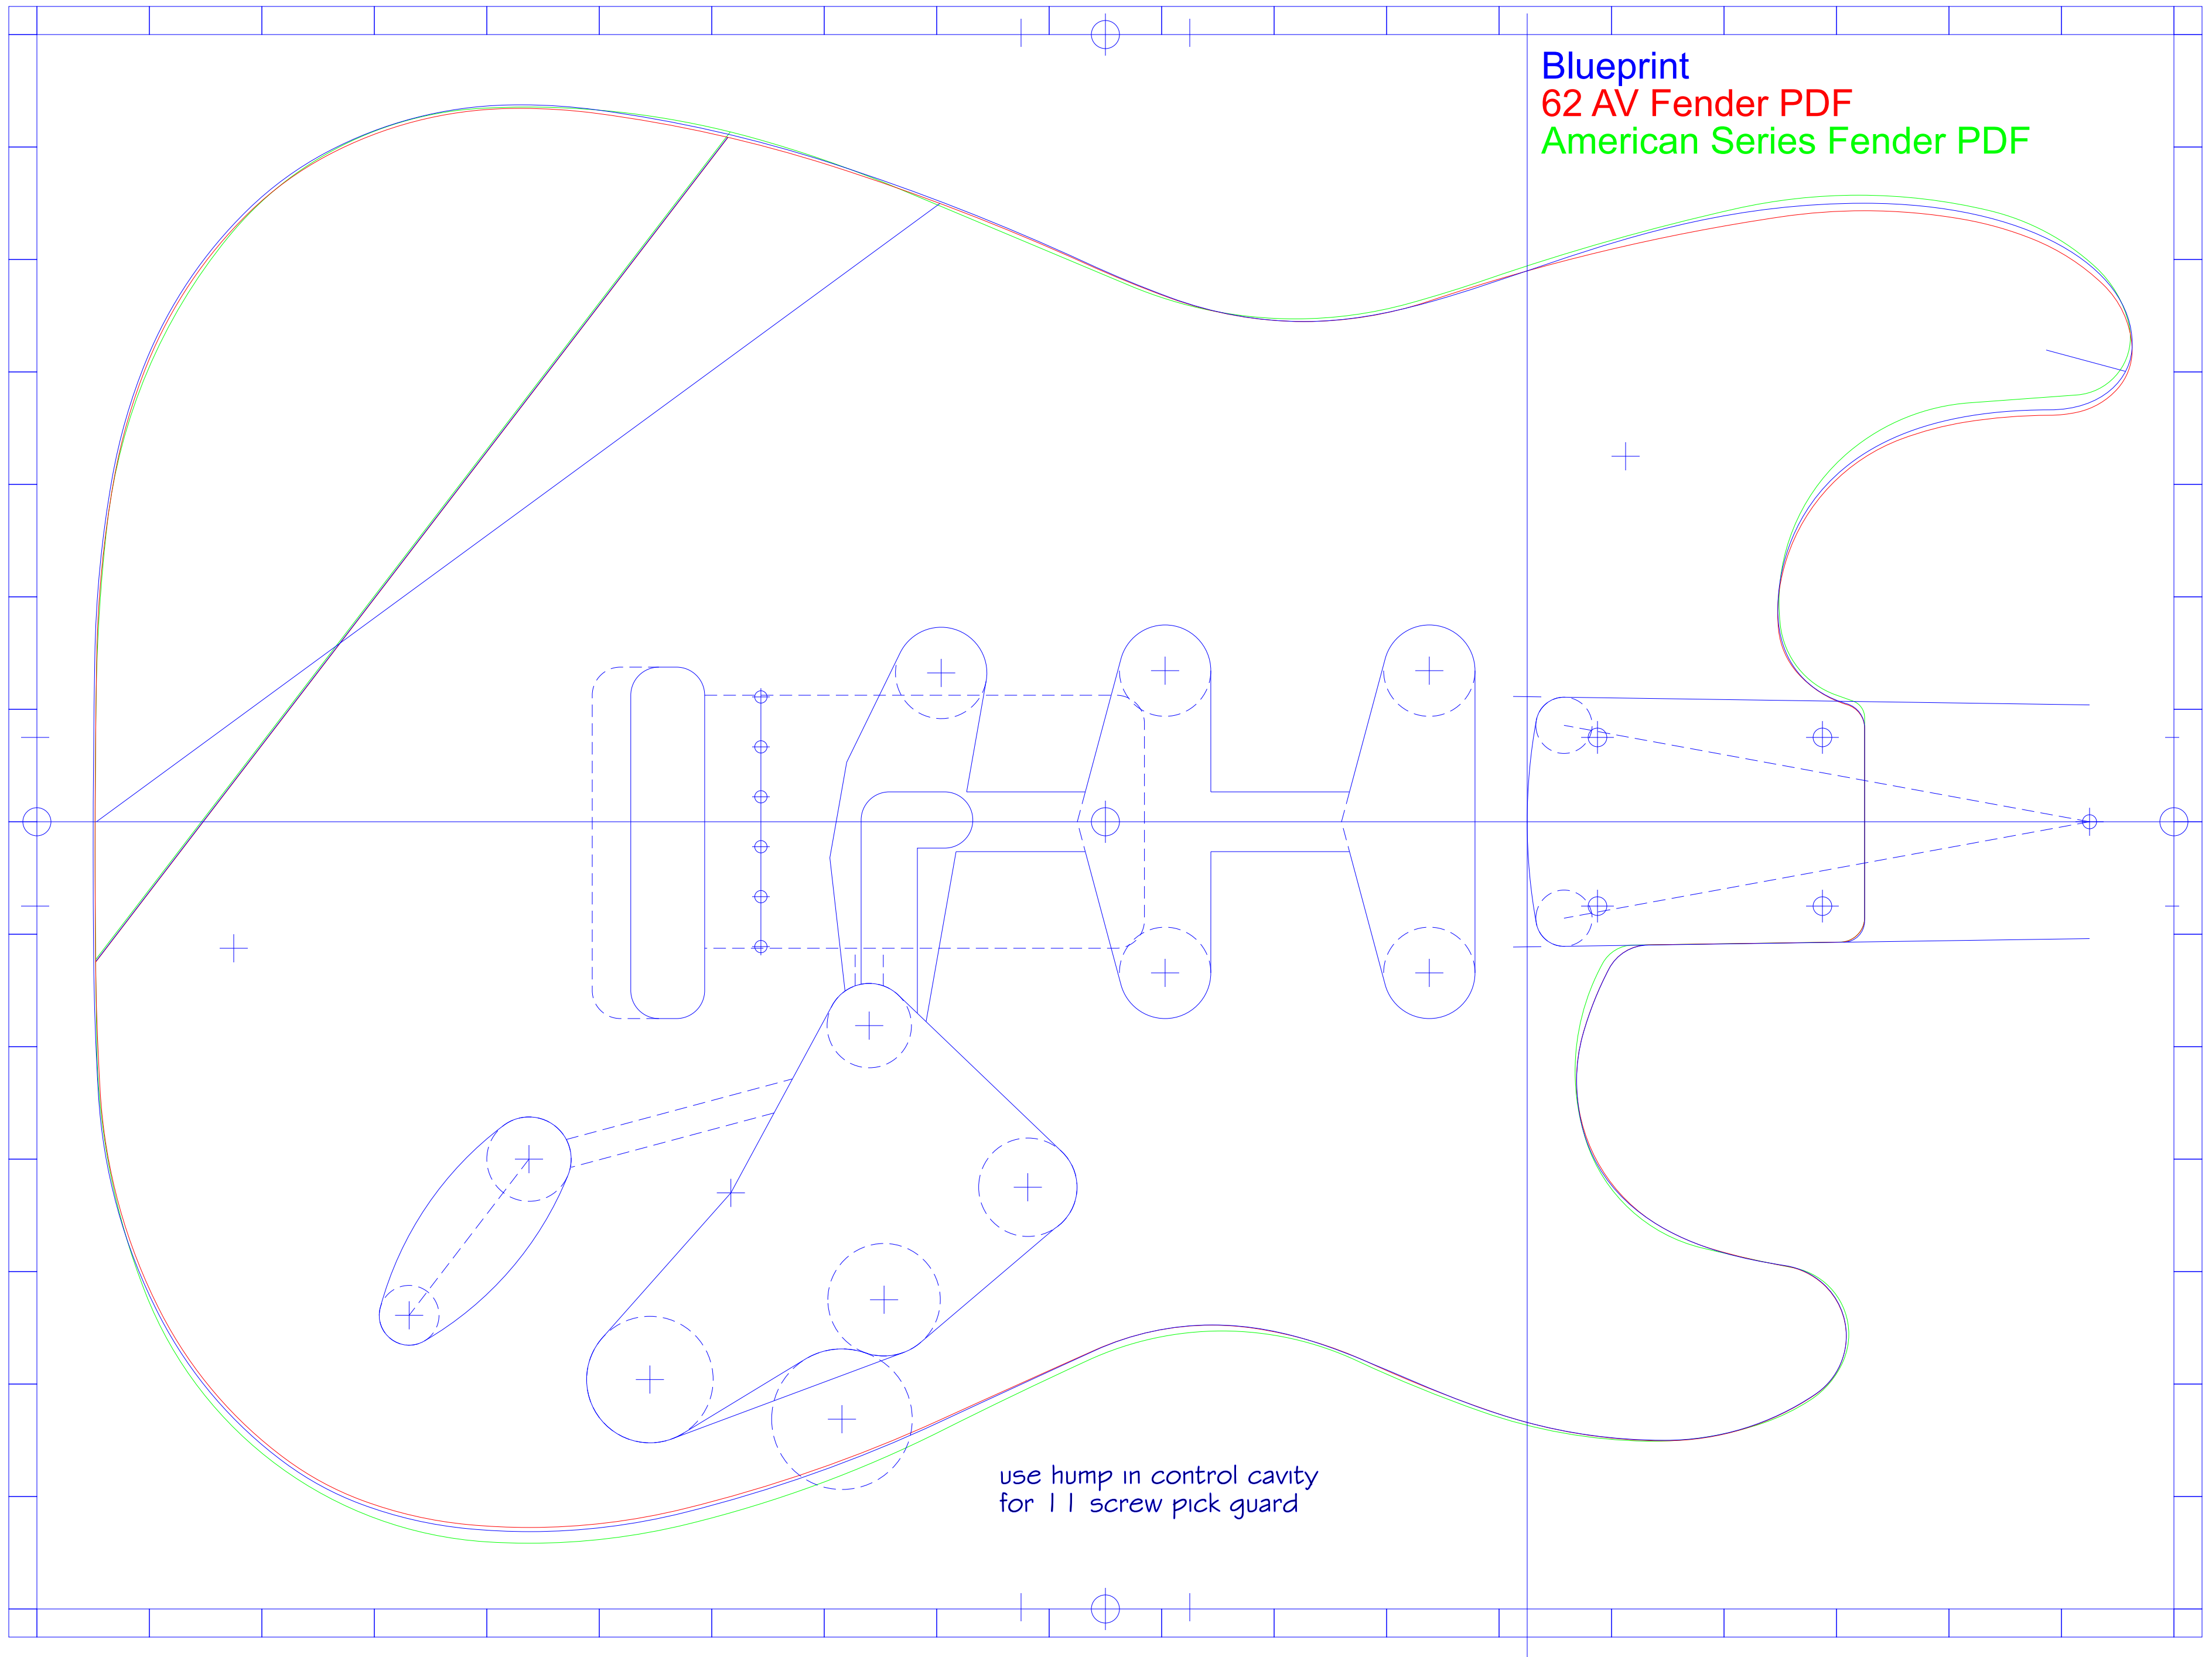 Blueprint
62 AV Fender PDF
American Series Fender PDF
use hump in control cavity
for 11 screw pick guard